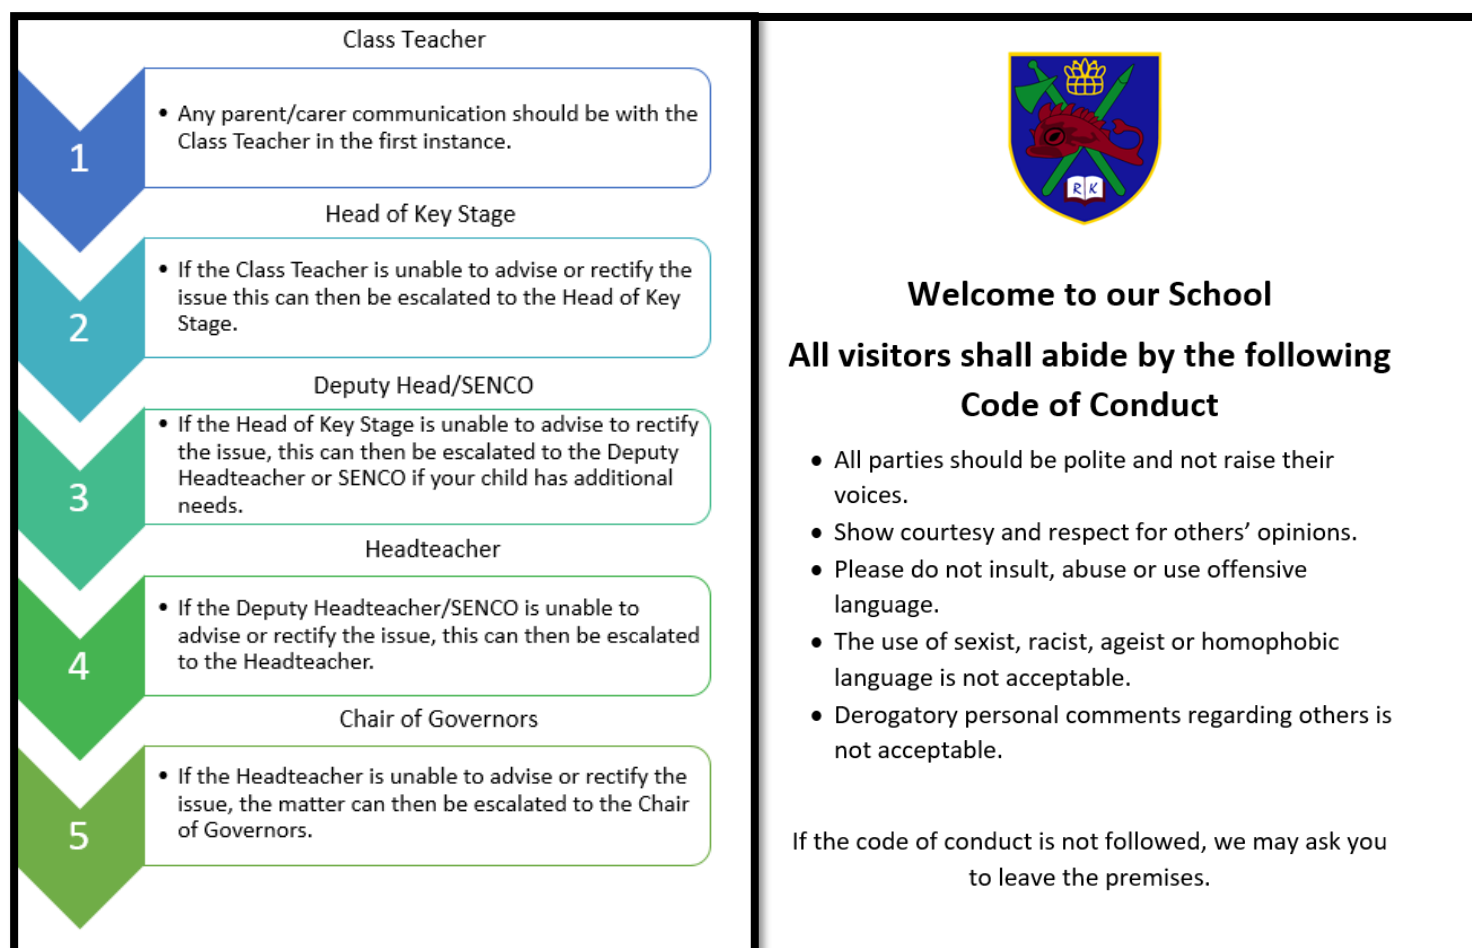 Class Teacher
1
• Any parent/carer communication should be with the
Class Teacher in the first instance.
Head of Key Stage
2
• If the Class Teacher is unable to advise or rectify the
issue this can then be escalated to the Head of Key
Stage.
Deputy Head/SENCO
3
• If the Head of Key Stage is unable to advise to rectify
the issue, this can then be escalated to the Deputy
Headteacher or SENCO if your child has additional
needs.
Headteacher
4
• If the Deputy Headteacher/SENCO is unable to
advise or rectify the issue, this can then be escalated
to the Headteacher.
Chair of Governors
5
• If the Headteacher is unable to advise or rectify the
issue, the matter can then be escalated to the Chair
of Governors.
R K
Welcome to our School
All visitors shall abide by the following
Code of Conduct
• All parties should be polite and not raise their
voices.
• Show courtesy and respect for others’ opinions.
• Please do not insult, abuse or use offensive
language.
• The use of sexist, racist, ageist or homophobic
language is not acceptable.
• Derogatory personal comments regarding others is
not acceptable.
If the code of conduct is not followed, we may ask you
to leave the premises.